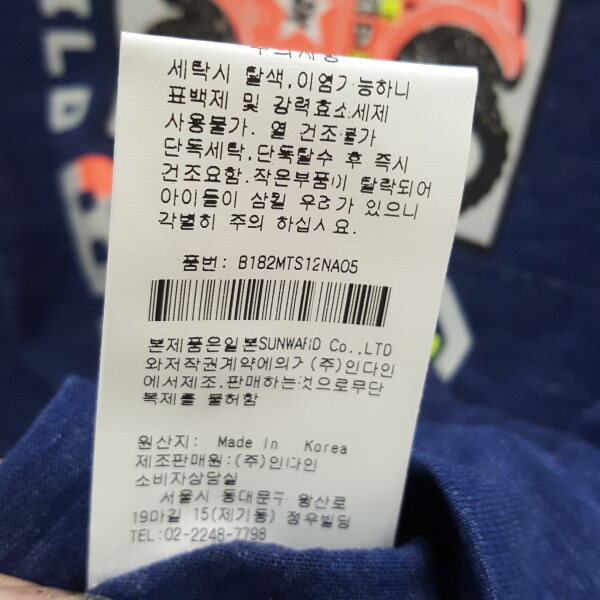 주의사항
세탁시 탈색,이염가능하니
표백제 및 강력효소세제
사용불가. 열 건조불가
단독세탁,단독탈수 후 즉시
건조요함.작은부품이 탈락되어
아이들이 삼킬 우려가 있으니
각별히 주의 하십시요.
품번: B182MTS12NA05
본제품은일본SUNWARD Co.,LTD
와저작권계약에의거(주)인다인
에서제조,판매하는것으로무단
복제를 불허함
원산지: Made In Korea
제조판매원:(주)인다인
소비자상담실
서울시 동대문구 왕산로
19마길 15(제기동) 정우빌딩
TEL:02-2248-7798